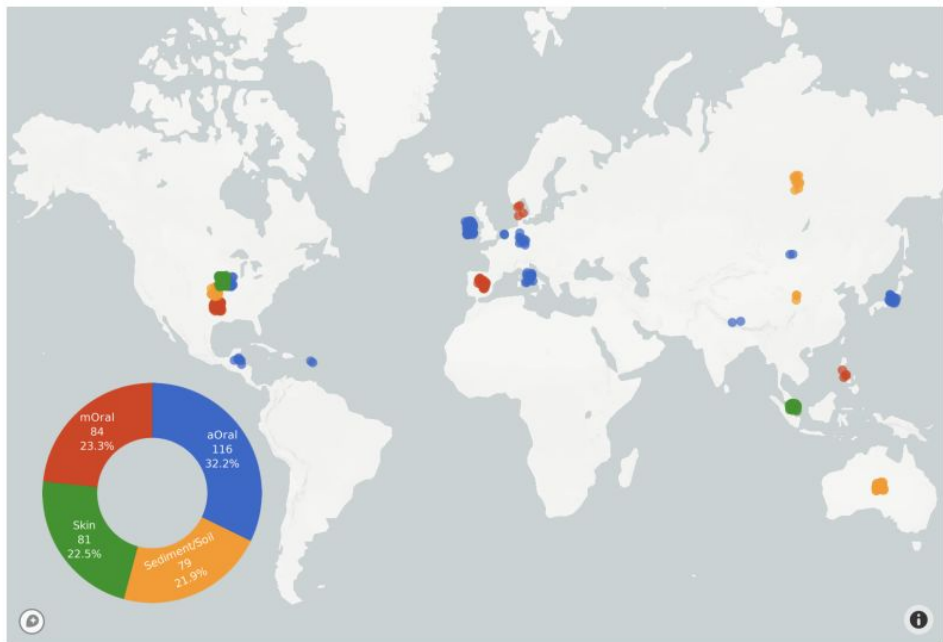 mOral
84
23.3%
aOral
116
32.2%
Skin
81
22.5%
Sediment/Soil
79
21.9%